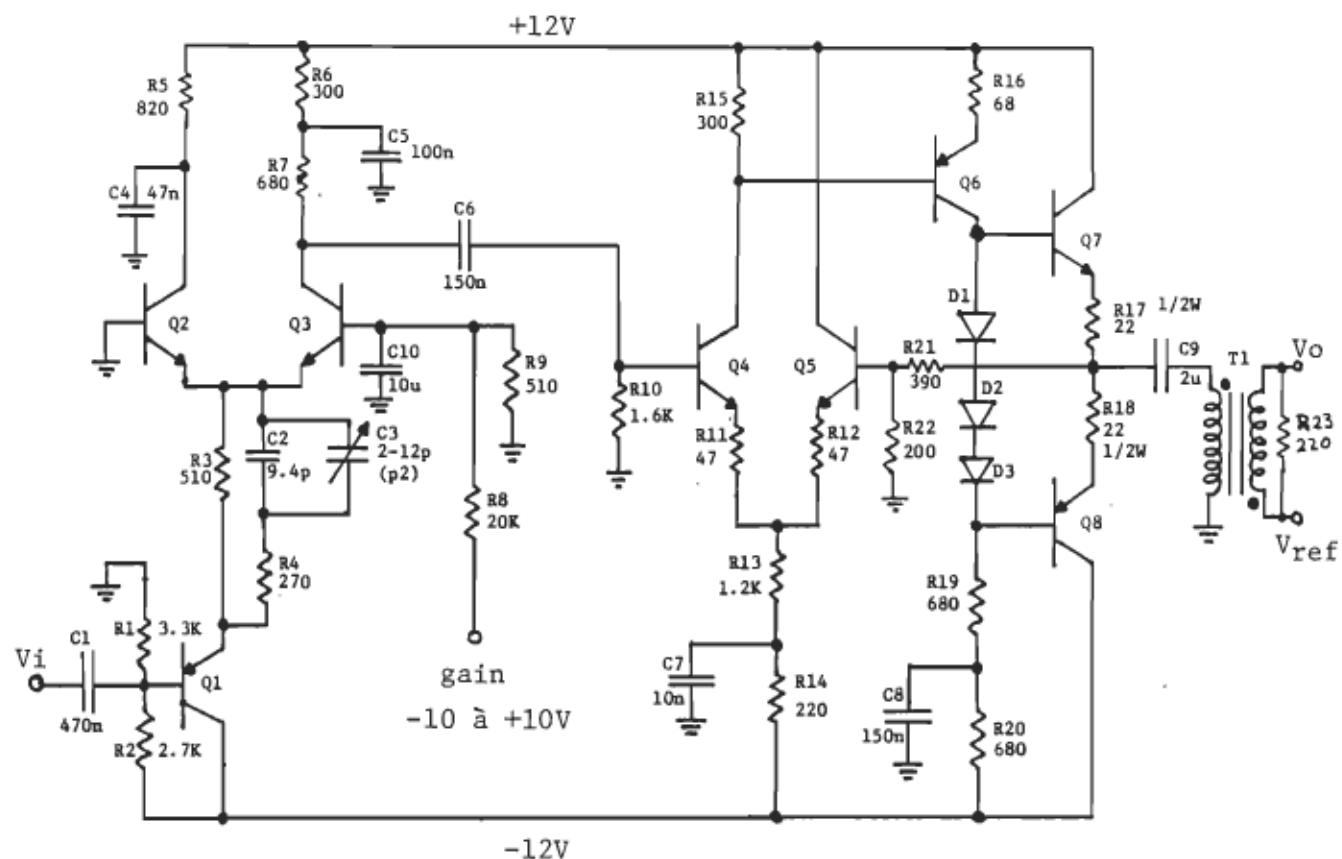 +12V
R5
820
R6
300
C5
100n
R7
680
C4 47n
C6
150n
R15
300
R16
68
Q6
Q7
Q2
Q3
C10
10u
R9
510
R10
1.6K
Q4
Q5
R21
390
D1
R17 1/2W
22
C9
2u
T1
Vo
R23
220
Vref
D2
R18
22
1/2W
R22
200
D3
Q8
R11
47
R12
47
R3
510
C2
9.4p
C3
2-12p
(p2)
R8
20K
R4
270
R13
1.2K
R19
680
R1 3.3K
C1
Vi
470n
Q1
R2 2.7K
gain
-10 à +10V
C7
10n
R14
220
C8
150n
R20
680
-12V